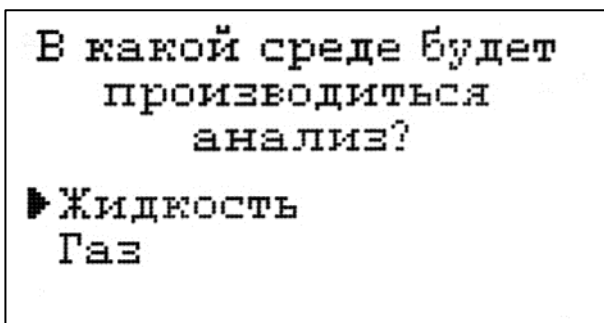 В какой среде будет
производиться
анализ?
Жидкость
Газ